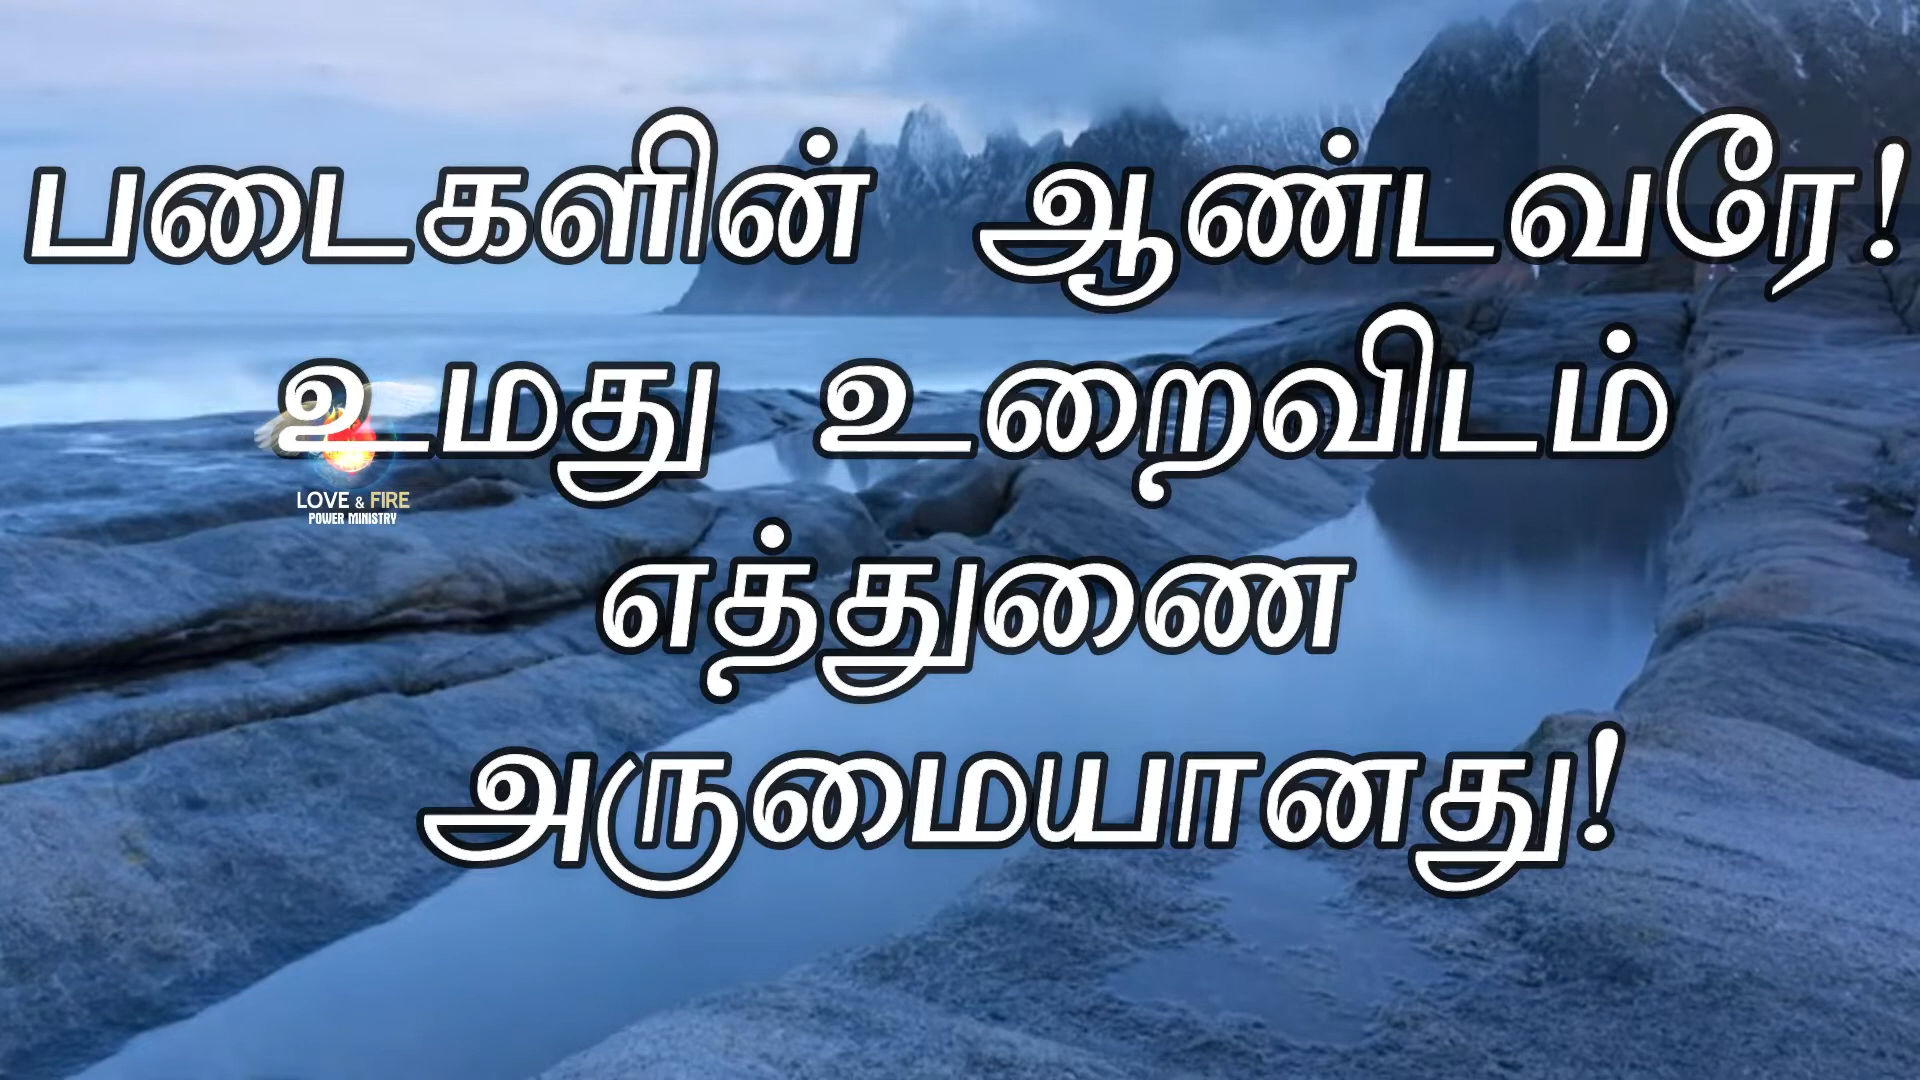 படைகளின் ஆண்டவரே!
உமது உறைவிடம்
LOVE & FIRE
POWER MINISTRY
எத்துணை
அருமையானது!